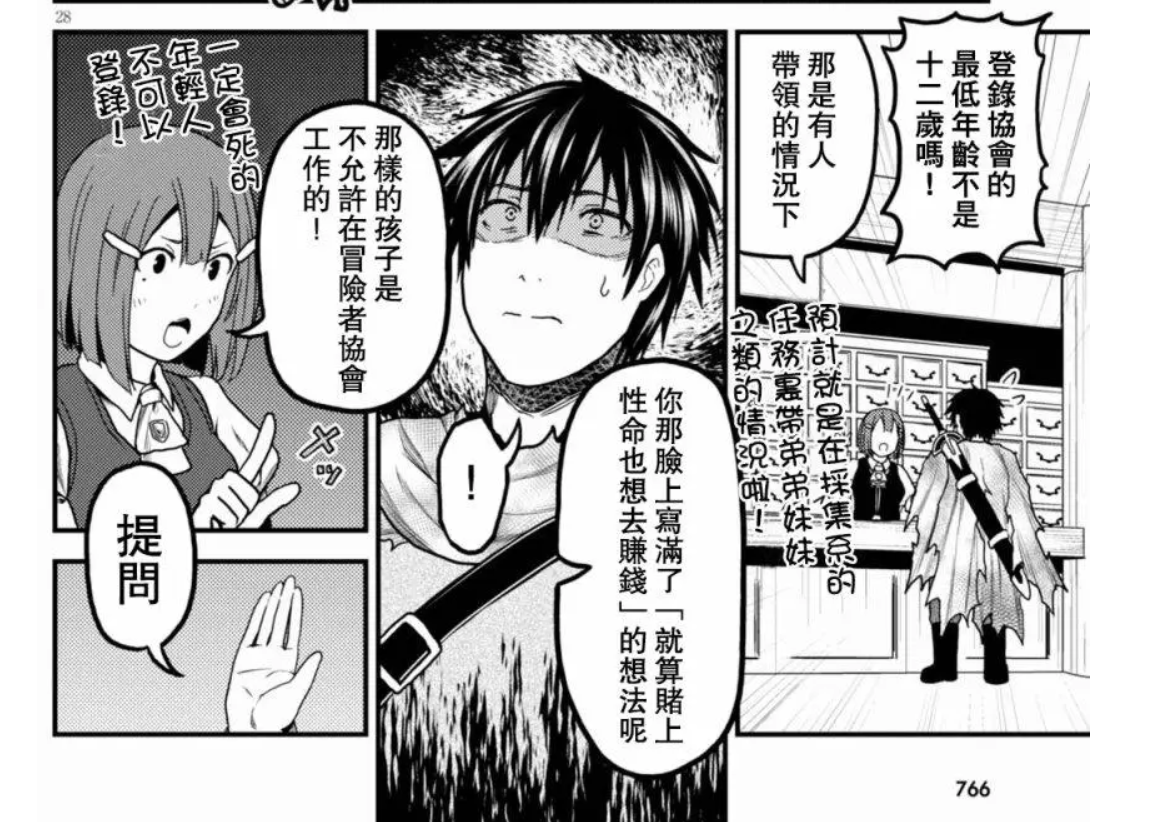 28
登錄協會的
最低年齡不是
十二歲嗎！
那是有人
帶領的情況下
預計就是在採集系的
任務裏帶弟弟妹妹
之類的情況啦！
你那臉上寫滿了「就算賭上
性命也想去賺錢」的想法呢
！
那樣的孩子是
不允許在冒險者協會
工作的！
一定會死的
年輕人
不可以
登錄！
メッ
提問
766